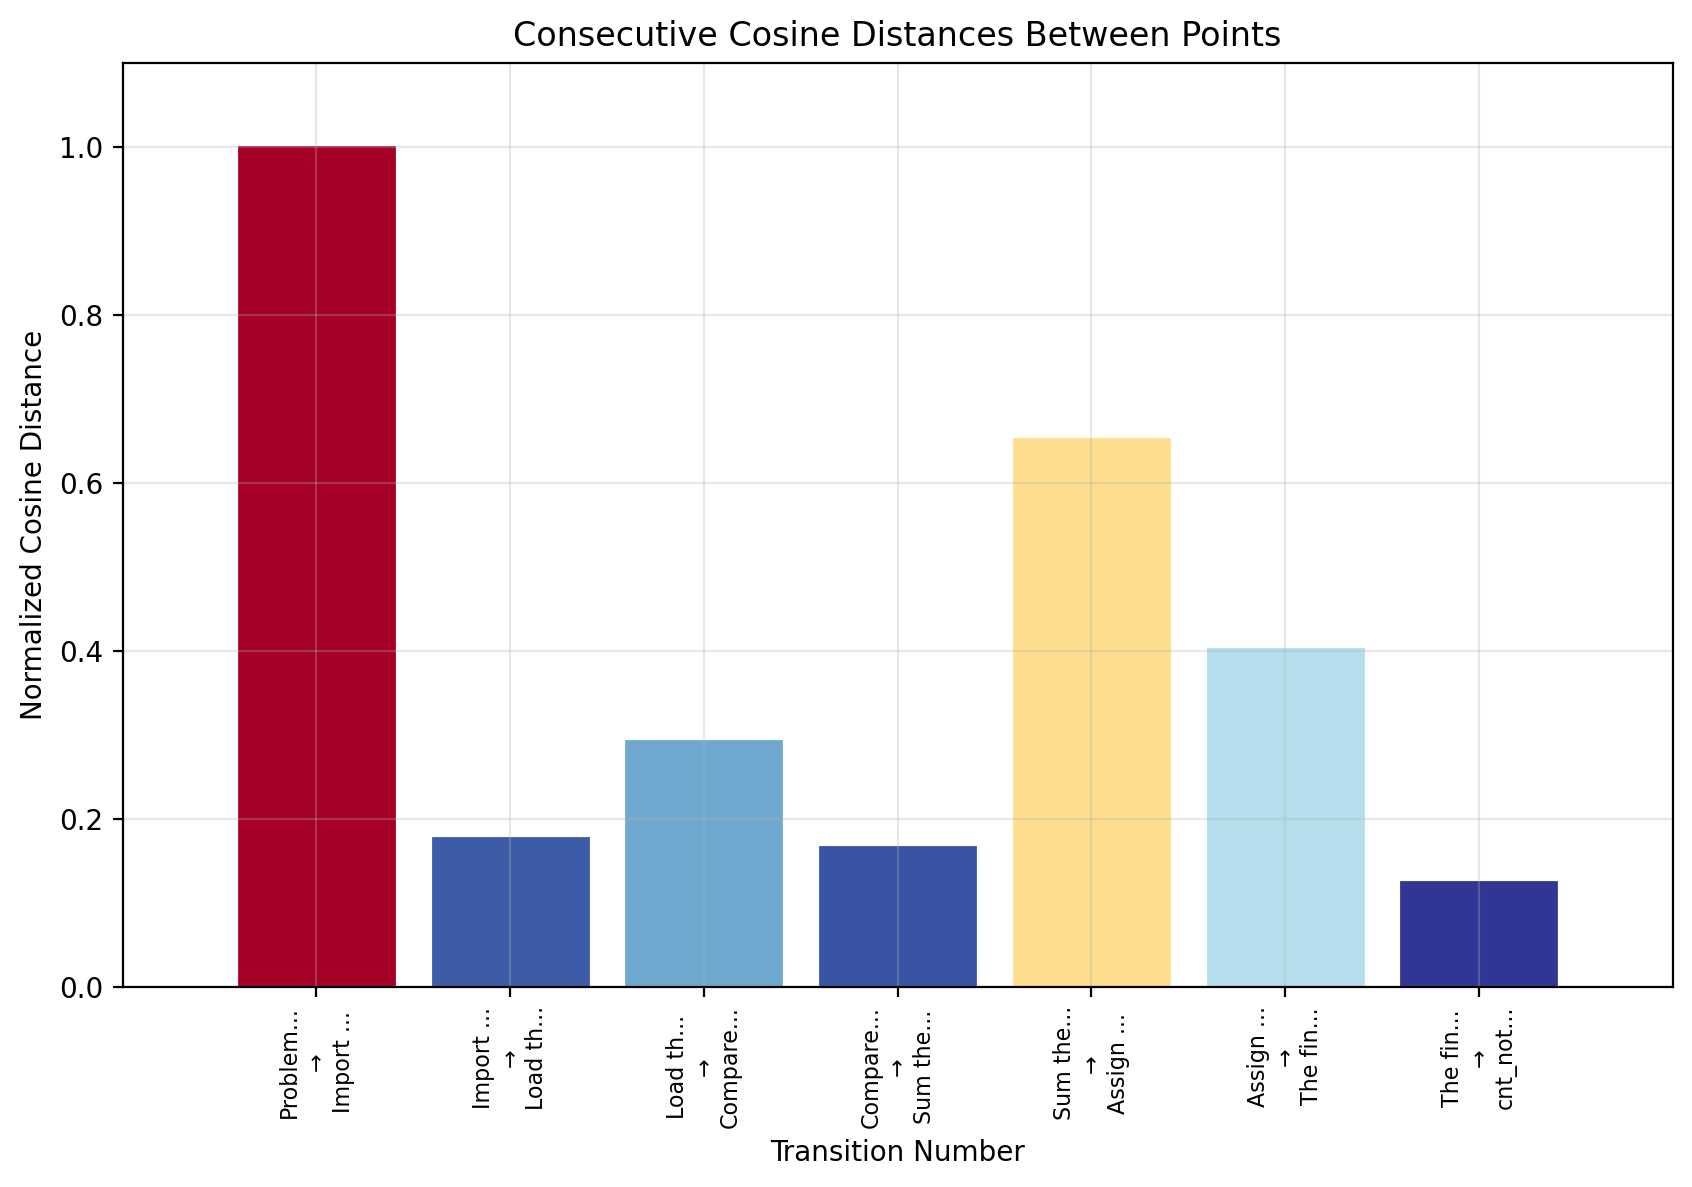 Consecutive Cosine Distances Between Points
Normalized Cosine Distance
1.0
0.8
0.6
0.4
0.2
0.0
Problem...
→
Import ...
Import ...
→
Load th...
Load th...
→
Compare...
Compare...
→
Sum the...
Sum the...
→
Assign ...
Assign ...
→
The fin...
The fin...
→
cnt_not...
Transition Number